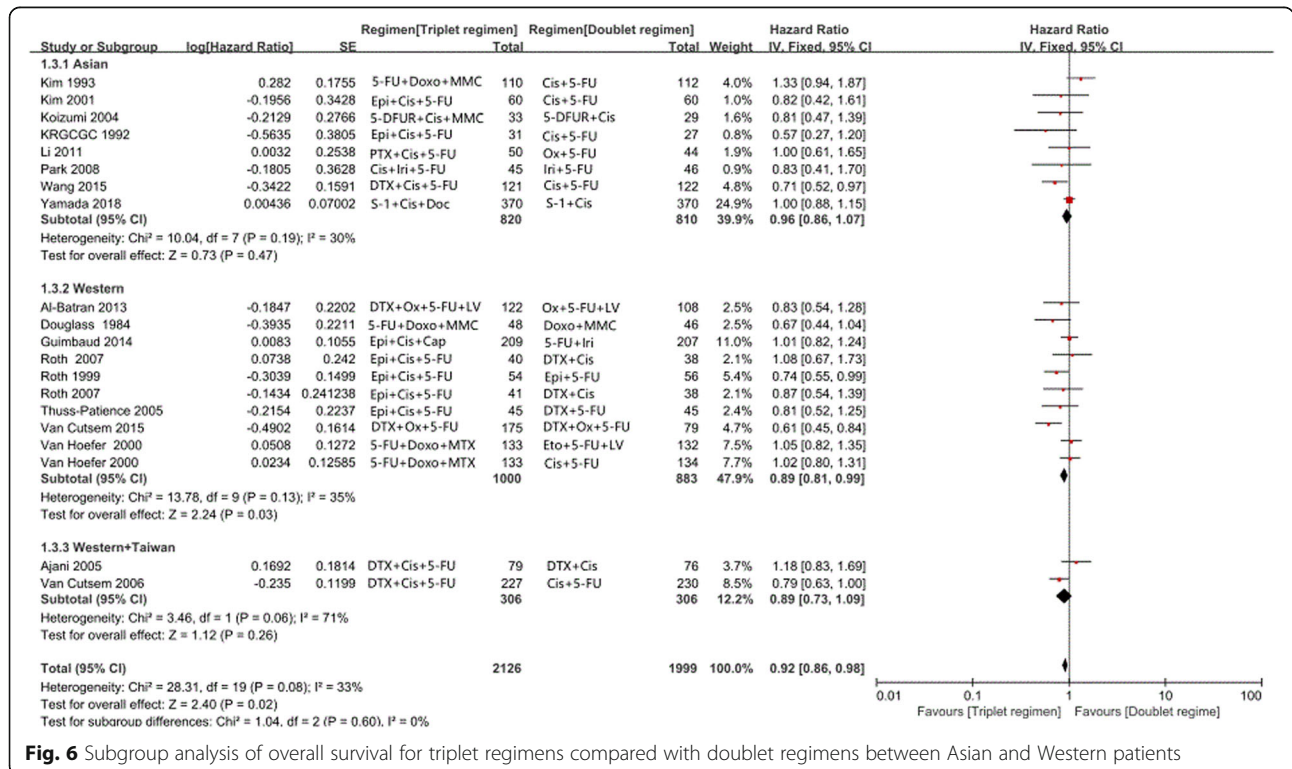 Regimen[Triplet regimen] Regimen[Doublet regimen] Hazard Ratio Hazard Ratio
Study or Subgroup log[Hazard Ratio] SE Total Total Weight IV, Fixed, 95% CI IV, Fixed, 95% CI
1.3.1 Asian
Kim 1993 0.282 0.1755 5-FU+Doxo+MMC 110 Cis+5-FU 112 4.0% 1.33 [0.94, 1.87]
Kim 2001 -0.1956 0.3428 Epi+Cis+5-FU 60 Cis+5-FU 60 1.0% 0.82 [0.42, 1.61]
Koizumi 2004 -0.2129 0.2766 5-DFUR+Cis+MMC 33 5-DFUR+Cis 29 1.6% 0.81 [0.47, 1.39]
KRGCGC 1992 -0.5635 0.3805 Epi+Cis+5-FU 31 Cis+5-FU 27 0.8% 0.57 [0.27, 1.20]
Li 2011 0.0032 0.2538 PTX+Cis+5-FU 50 Ox+5-FU 44 1.9% 1.00 [0.61, 1.65]
Park 2008 -0.1805 0.3628 Cis+Iri+5-FU 45 Iri+5-FU 46 0.9% 0.83 [0.41, 1.70]
Wang 2015 -0.3422 0.1591 DTX+Cis+5-FU 121 Cis+5-FU 122 4.8% 0.71 [0.52, 0.97]
Yamada 2018 0.00436 0.07002 S-1+Cis+Doc 370 S-1+Cis 370 24.9% 1.00 [0.88, 1.15]
Subtotal (95% CI) 820 810 39.9% 0.96 [0.86, 1.07]
Heterogeneity: Chi² = 10.04, df = 7 (P = 0.19); I² = 30%
Test for overall effect: Z = 0.73 (P = 0.47)
1.3.2 Western
Al-Batran 2013 -0.1847 0.2202 DTX+Ox+5-FU+LV 122 Ox+5-FU+LV 108 2.5% 0.83 [0.54, 1.28]
Douglass 1984 -0.3935 0.2211 5-FU+Doxo+MMC 48 Doxo+MMC 46 2.5% 0.67 [0.44, 1.04]
Guimbaud 2014 0.0083 0.1055 Epi+Cis+Cap 209 5-FU+Iri 207 11.0% 1.01 [0.82, 1.24]
Roth 2007 0.0738 0.242 Epi+Cis+5-FU 40 DTX+Cis 38 2.1% 1.08 [0.67, 1.73]
Roth 1999 -0.3039 0.1499 Epi+Cis+5-FU 54 Epi+5-FU 56 5.4% 0.74 [0.55, 0.99]
Roth 2007 -0.1434 0.241238 Epi+Cis+5-FU 41 DTX+Cis 38 2.1% 0.87 [0.54, 1.39]
Thuss-Patience 2005 -0.2154 0.2237 Epi+Cis+5-FU 45 DTX+5-FU 45 2.4% 0.81 [0.52, 1.25]
Van Cutsem 2015 -0.4902 0.1614 DTX+Ox+5-FU 175 DTX+Ox+5-FU 79 4.7% 0.61 [0.45, 0.84]
Van Hoefer 2000 0.0508 0.1272 5-FU+Doxo+MTX 133 Eto+5-FU+LV 132 7.5% 1.05 [0.82, 1.35]
Van Hoefer 2000 0.0234 0.12585 5-FU+Doxo+MTX 133 Cis+5-FU 134 7.7% 1.02 [0.80, 1.31]
Subtotal (95% CI) 1000 883 47.9% 0.89 [0.81, 0.99]
Heterogeneity: Chi² = 13.78, df = 9 (P = 0.13); I² = 35%
Test for overall effect: Z = 2.24 (P = 0.03)
1.3.3 Western+Taiwan
Ajani 2005 0.1692 0.1814 DTX+Cis+5-FU 79 DTX+Cis 76 3.7% 1.18 [0.83, 1.69]
Van Cutsem 2006 -0.235 0.1199 DTX+Cis+5-FU 227 Cis+5-FU 230 8.5% 0.79 [0.63, 1.00]
Subtotal (95% CI) 306 306 12.2% 0.89 [0.73, 1.09]
Heterogeneity: Chi² = 3.46, df = 1 (P = 0.06); I² = 71%
Test for overall effect: Z = 1.12 (P = 0.26)
Total (95% CI) 2126 1999 100.0% 0.92 [0.86, 0.98]
Heterogeneity: Chi² = 28.31, df = 19 (P = 0.08); I² = 33%
Test for overall effect: Z = 2.40 (P = 0.02)
Test for subgroup differences: Chi² = 1.04, df = 2 (P = 0.60), I² = 0%
0.01 0.1 1 10 100
Favours [Triplet regimen] Favours [Doublet regime]
Fig. 6 Subgroup analysis of overall survival for triplet regimens compared with doublet regimens between Asian and Western patients